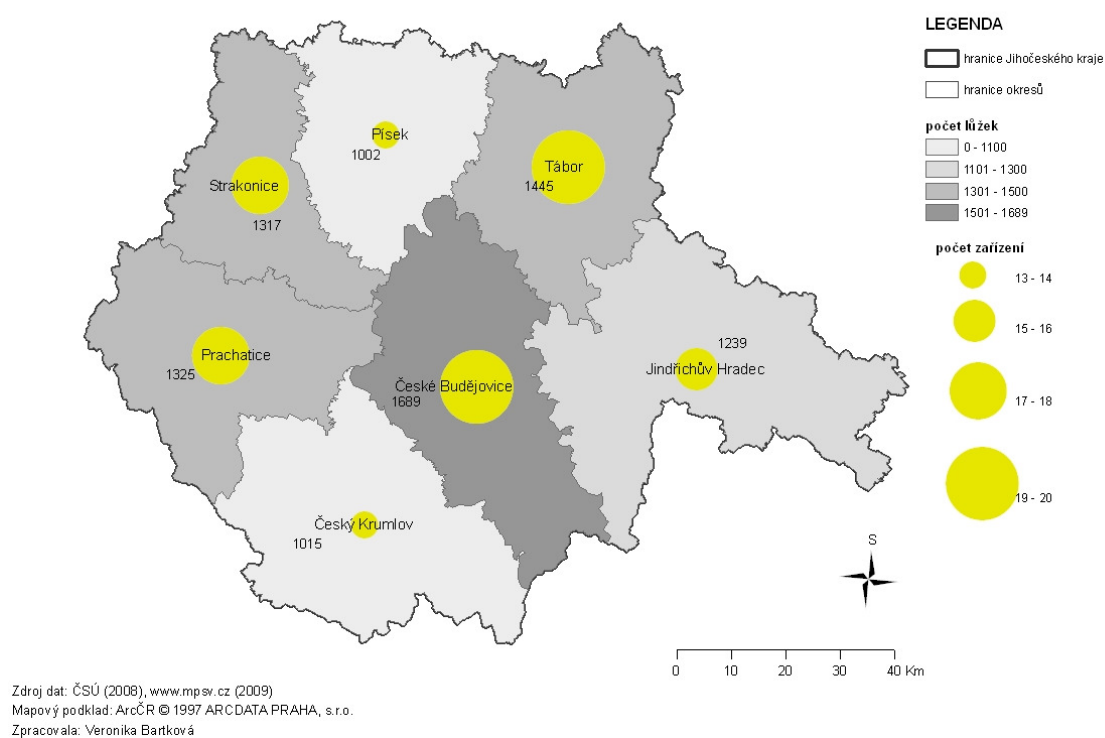 LEGENDA
hranice Jihočeského kraje
hranice okresů
počet lůžek
0 - 1100
1101 - 1300
1301 - 1500
1501 - 1689
počet zařízení
13 - 14
15 - 16
17 - 18
19 - 20
Písek
1002
Tábor
1445
Strakonice
1317
Prachatice
1325
České Budějovice
1689
1239
Jindřichův Hradec
Český Krumlov
1015
S
0 10 20 30 40 Km
Zdroj dat: ČSÚ (2008), www.mpsv.cz (2009)
Mapový podklad: ArcČR © 1997 ARCDATA PRAHA, s.r.o.
Zpracovala: Veronika Bartková